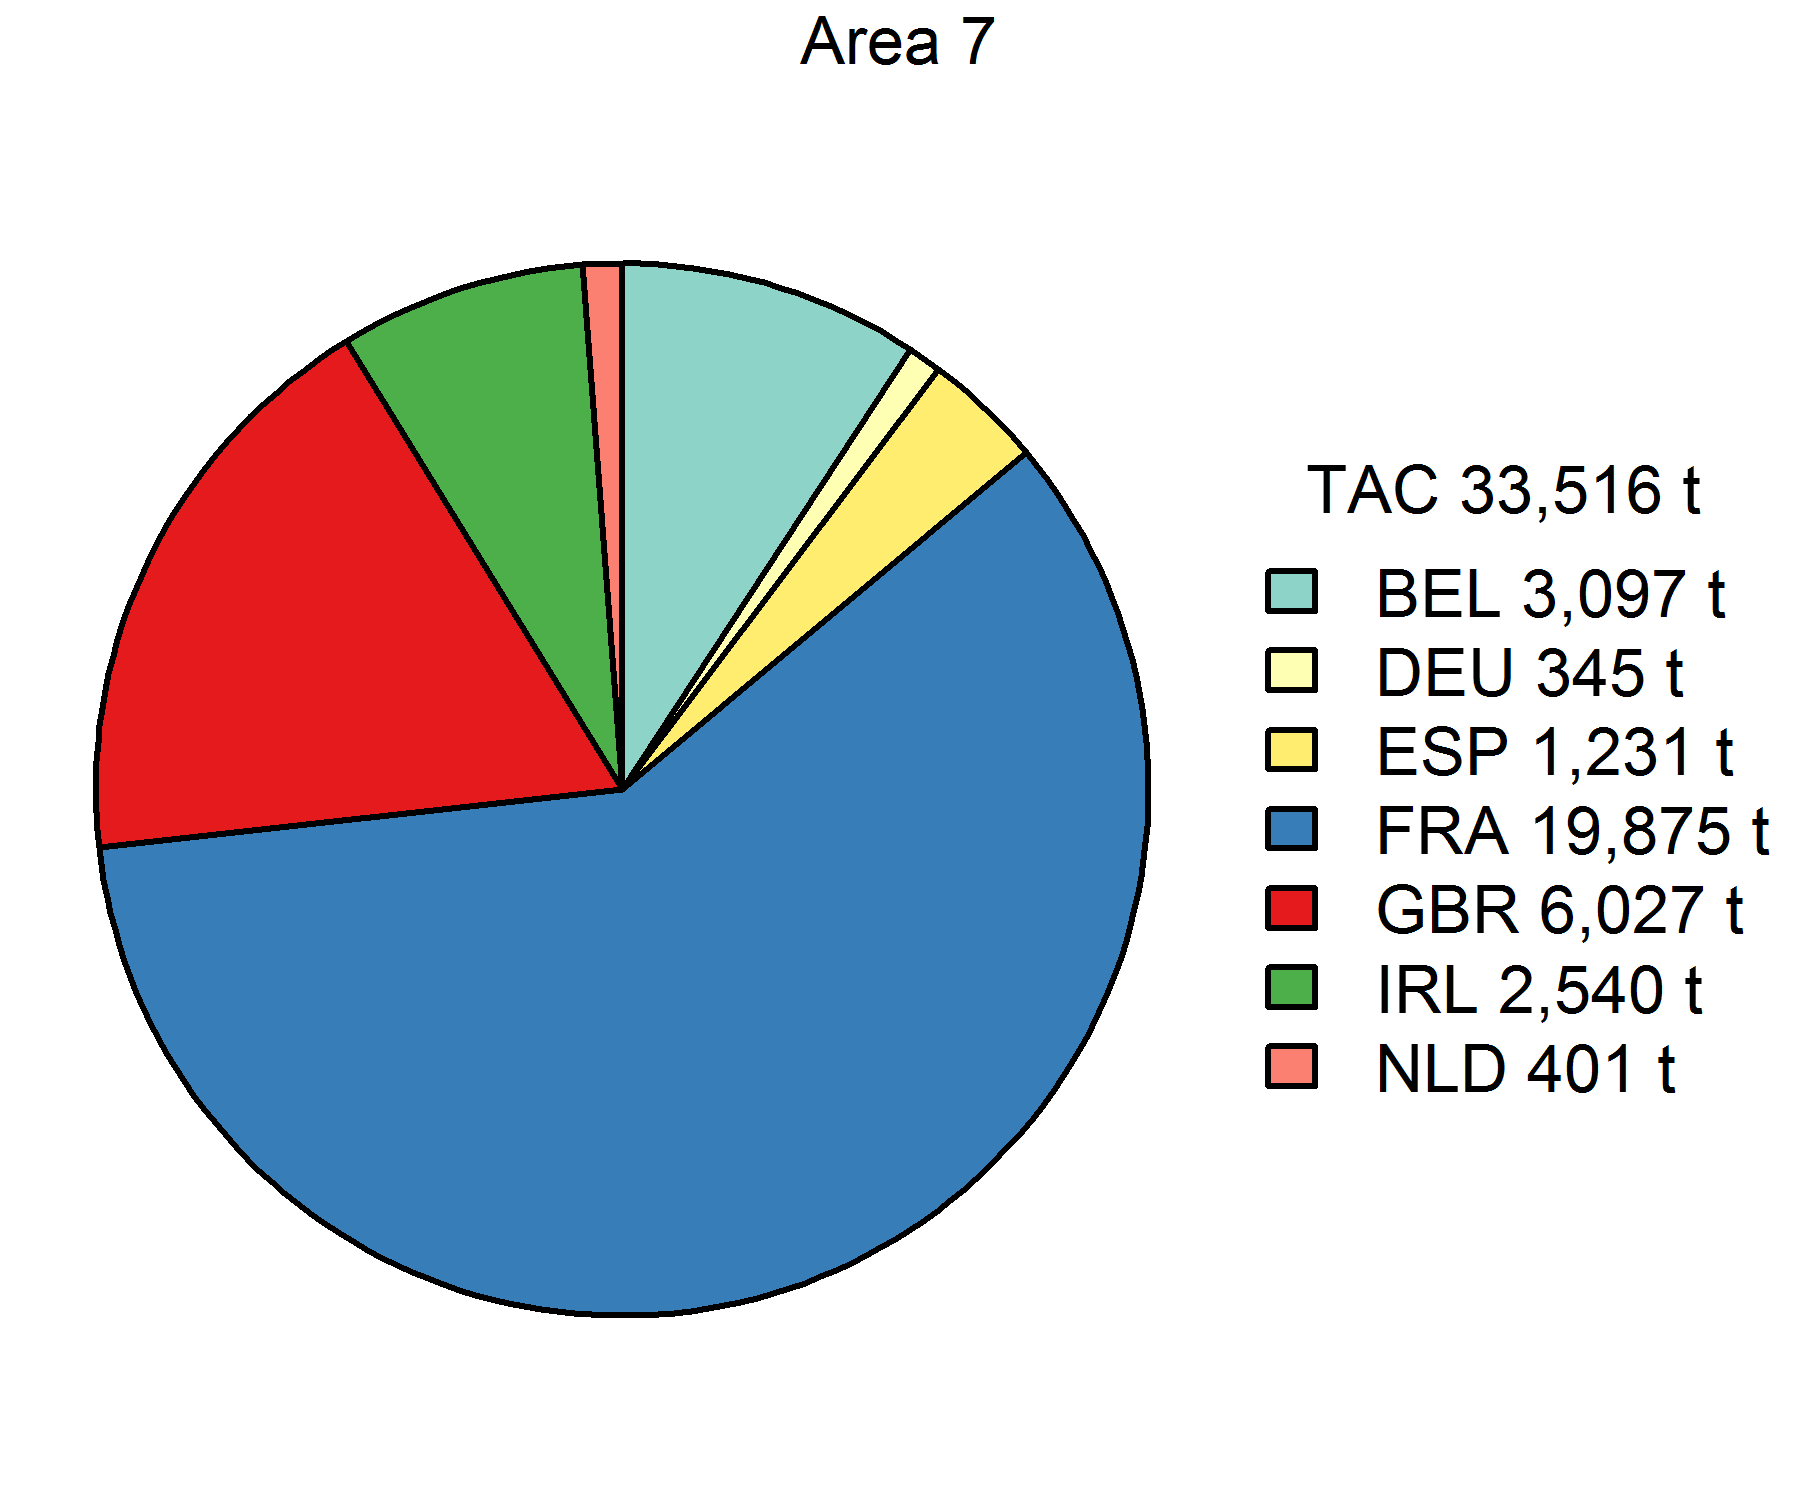 Area 7
TAC 33,516 t
BEL 3,097 t
DEU 345 t
ESP 1,231 t
FRA 19,875 t
GBR 6,027 t
IRL 2,540 t
NLD 401 t